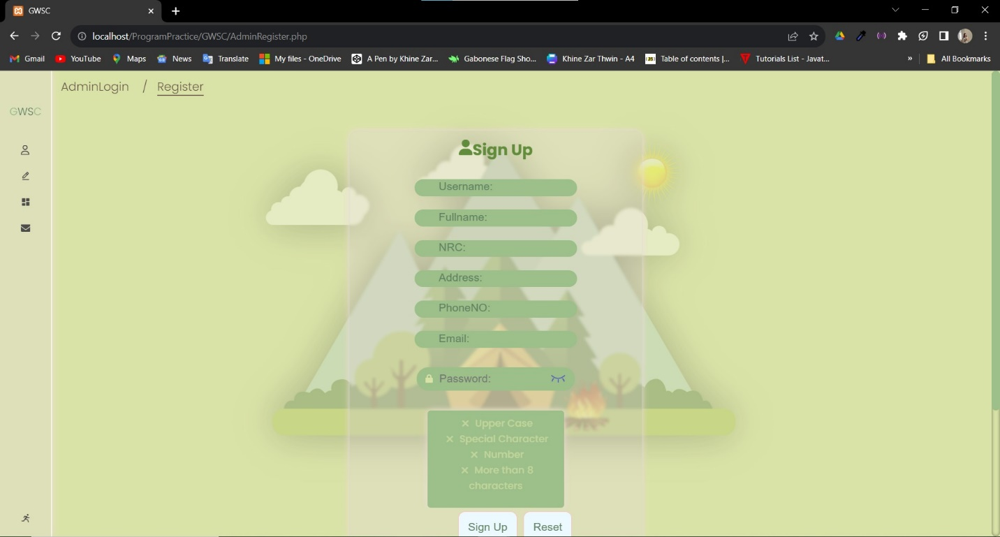 GWSC
localhost/ProgramPractice/GWSC/AdminRegister.php
Gmail YouTube Maps News Translate My files - OneDrive A Pen by Khine Zar... Gabonese Flag Sho... Khine Zar Thwin - A4 Table of contents |... Tutorials List - Javat... » All Bookmarks
AdminLogin / Register
GWSC
Sign Up
Username:
Fullname:
NRC:
Address:
PhoneNO:
Email:
Password:
✕ Upper Case
✕ Special Character
✕ Number
✕ More than 8
characters
Sign Up Reset